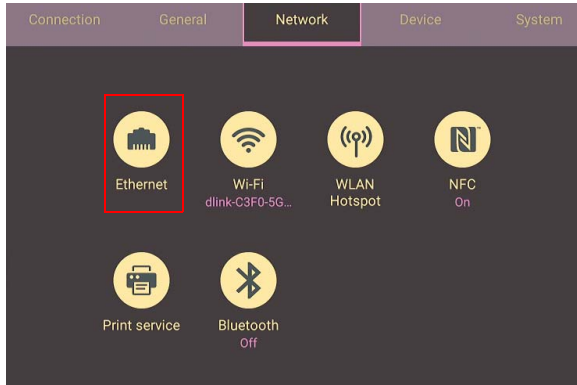 Connection General Network Device System
Ethernet Wi-Fi WLAN NFC
dlink-C3F0-5G... Hotspot On
Print service Bluetooth
Off